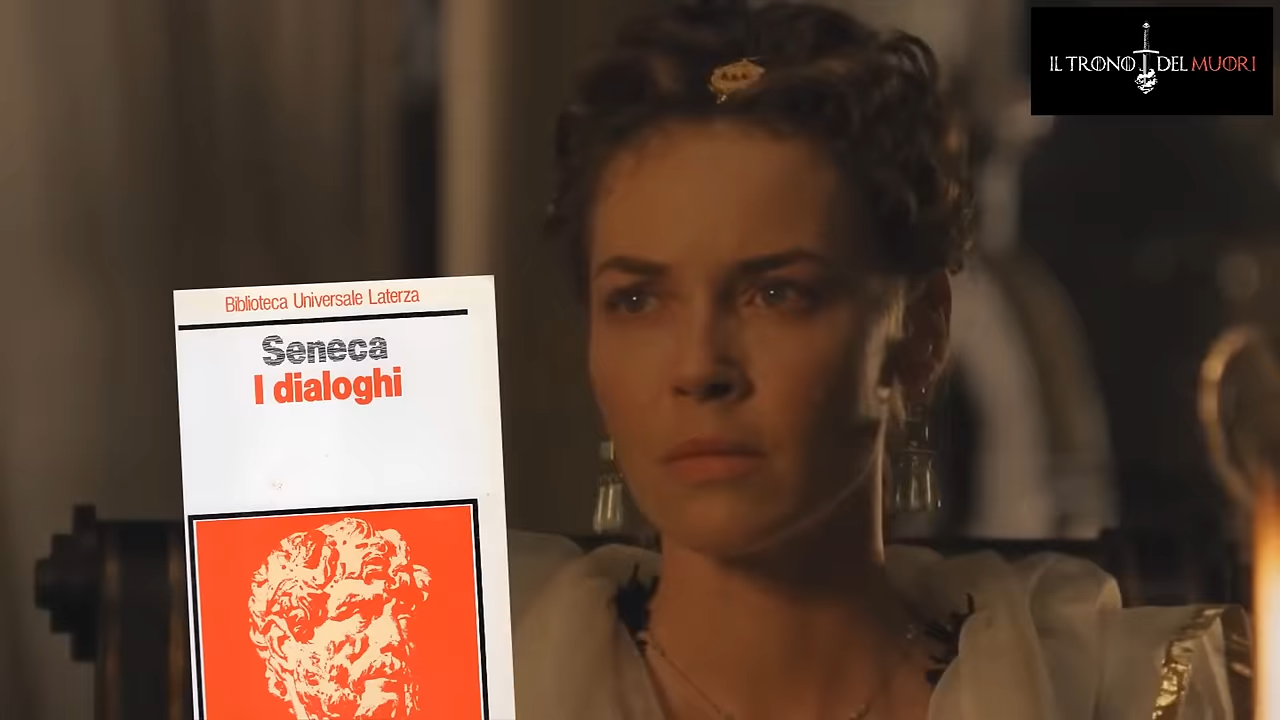 IL TRONO DEL MUORI
Biblioteca Universale Laterza
Seneca
I dialoghi